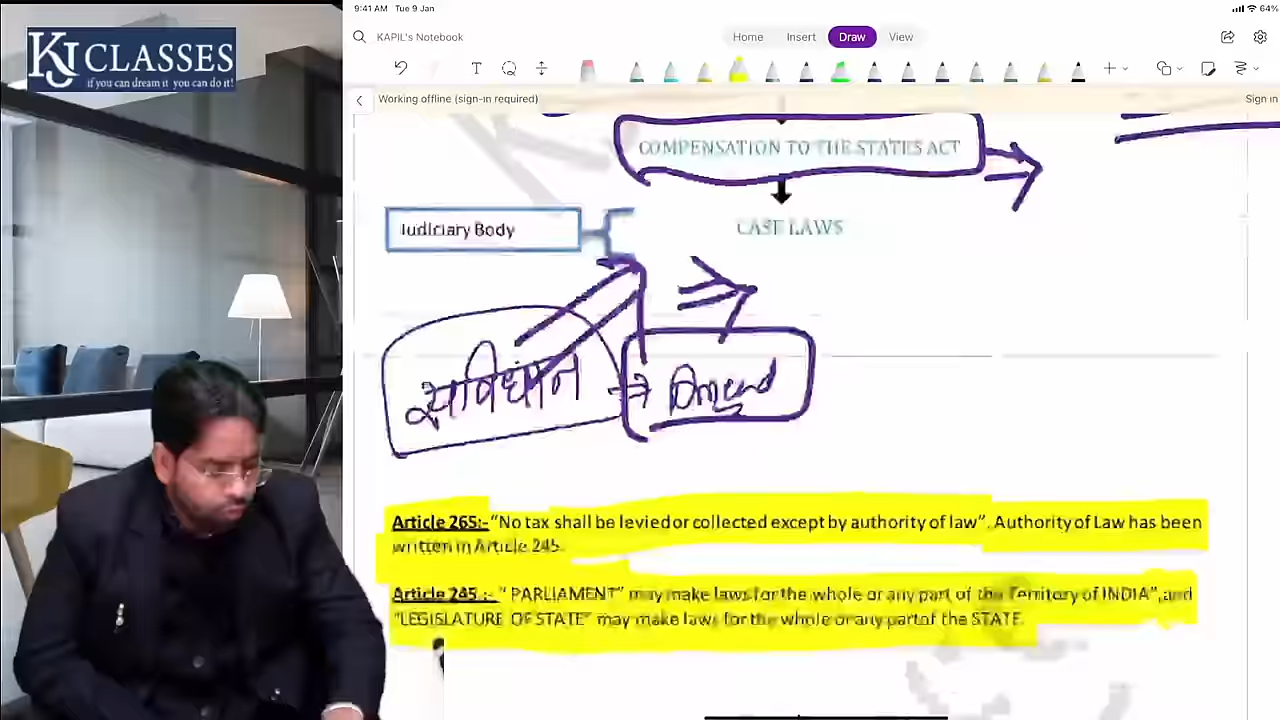 9:41 AM Tue 9 Jan
64%
KJ CLASSES
if you can dream it you can do it!
KAPIL's Notebook
Home Insert Draw View
Working offline (sign-in required)
Sign in
COMPENSATION TO THE STATES ACT
Judiciary Body
CASE LAWS
संविधान → Amend
Article 265:- “No tax shall be levied or collected except by authority of law”. Authority of Law has been
written in Article 245.
Article 245 :- “ PARLIAMENT” may make laws for the whole or any part of the Territory of INDIA”,and
“LEGISLATURE OF STATE” may make laws for the whole or any part of the STATE.